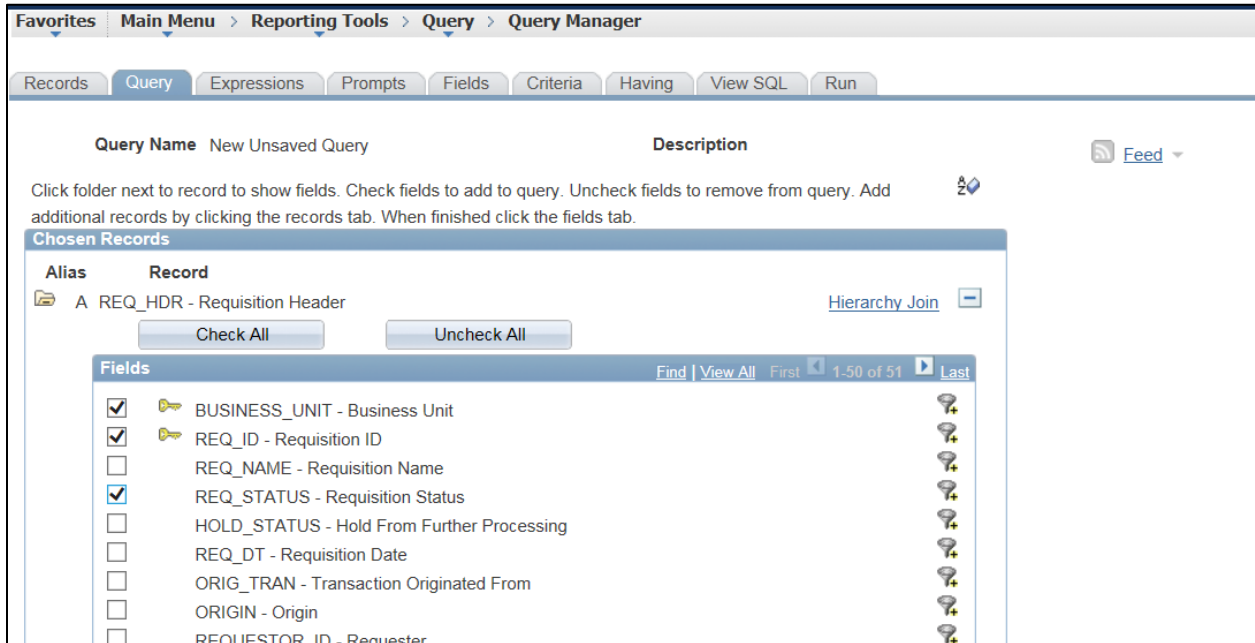 Favorites Main Menu > Reporting Tools > Query > Query Manager
Records Query Expressions Prompts Fields Criteria Having View SQL Run
Query Name New Unsaved Query Description
Feed
Click folder next to record to show fields. Check fields to add to query. Uncheck fields to remove from query. Add
additional records by clicking the records tab. When finished click the fields tab.
Chosen Records
Alias Record
A REQ_HDR - Requisition Header Hierarchy Join
Check All Uncheck All
Fields Find | View All First 1-50 of 51 Last
BUSINESS_UNIT - Business Unit
REQ_ID - Requisition ID
REQ_NAME - Requisition Name
REQ_STATUS - Requisition Status
HOLD_STATUS - Hold From Further Processing
REQ_DT - Requisition Date
ORIG_TRAN - Transaction Originated From
ORIGIN - Origin
REQUESTOR_ID - Requester